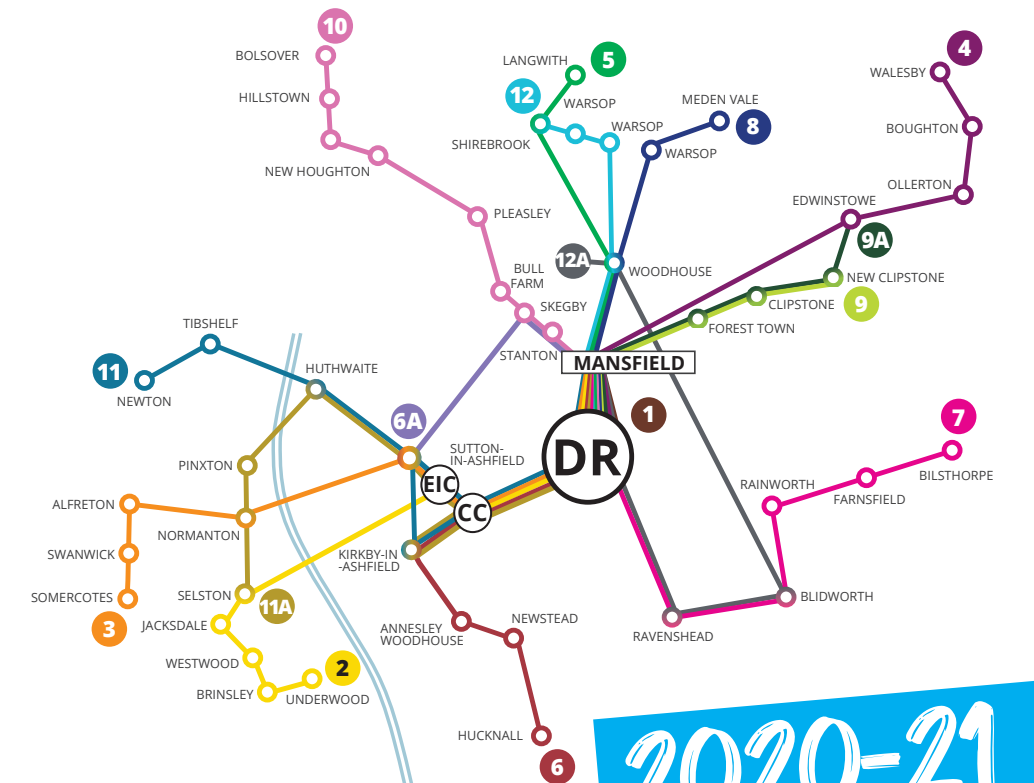 10
BOLSOVER
HILLSTOWN
NEW HOUGHTON
PLEASLEY
BULL
FARM
SKEGBY
STANTON
LANGWITH
5
12
WARSOP
WARSOP
SHIREBROOK
MEDEN VALE
8
WARSOP
12A
WOODHOUSE
4
WALESBY
BOUGHTON
OLLERTON
EDWINSTOWE
9A
NEW CLIPSTONE
CLIPSTONE
9
FOREST TOWN
MANSFIELD
TIBSHELF
11
NEWTON
HUTHWAITE
6A
SUTTON-
IN-ASHFIELD
EIC
CC
DR
1
PINXTON
ALFRETON
NORMANTON
SWANWICK
SOMERCOTES
3
KIRKBY-IN
-ASHFIELD
SELSTON
11A
JACKSDALE
WESTWOOD
BRINSLEY
UNDERWOOD
2
ANNESLEY
WOODHOUSE
NEWSTEAD
HUCKNALL
6
7
BILSTHORPE
RAINWORTH
FARNSFIELD
BLIDWORTH
RAVENSHEAD
2020-21